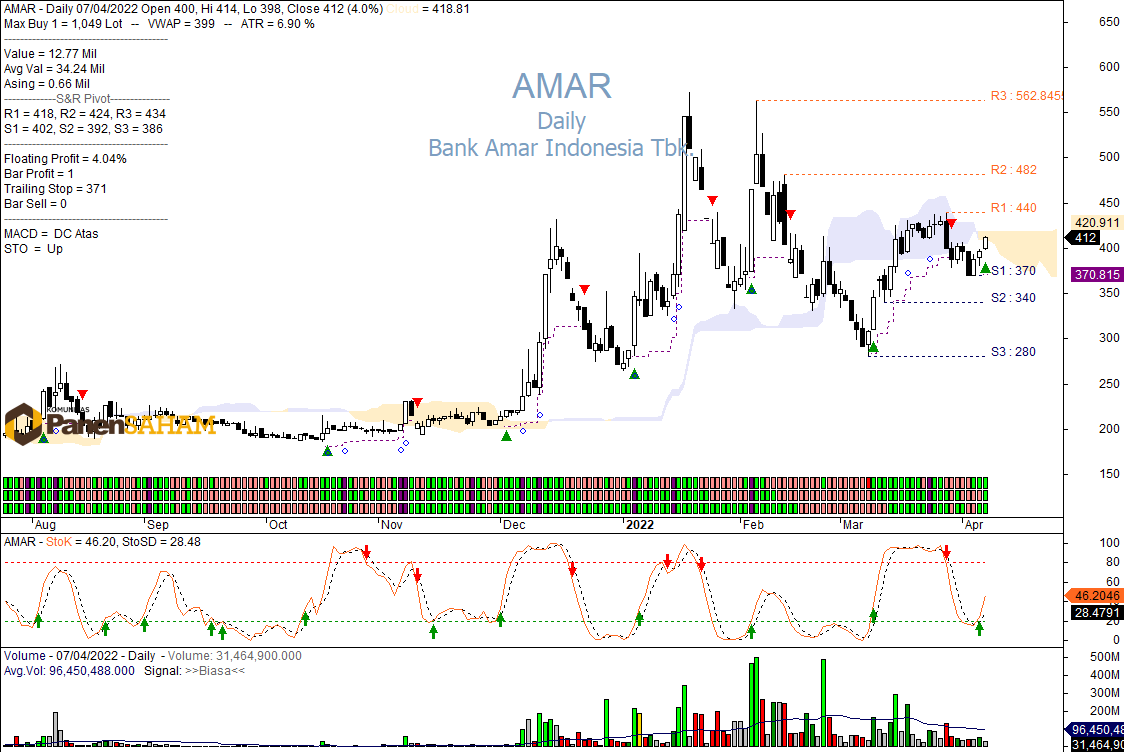 AMAR - Daily 07/04/2022 Open 400, Hi 414, Lo 398, Close 412 (4.0%) Cloud = 418.81
Max Buy 1 = 1,049 Lot -- VWAP = 399 -- ATR = 6.90 %
Value = 12.77 Mil
Avg Val = 34.24 Mil
Asing = 0.66 Mil
-------------S&R Pivot---------------
R1 = 418, R2 = 424, R3 = 434
S1 = 402, S2 = 392, S3 = 386
Floating Profit = 4.04%
Bar Profit = 1
Trailing Stop = 371
Bar Sell = 0
MACD = DC Atas
STO = Up
AMAR
Daily
Bank Amar Indonesia Tbk.
R3 : 562.8455
R2 : 482
R1 : 440
S1 : 370
S2 : 340
S3 : 280
650
600
550
500
450
420.911
412
400
370.815
350
300
250
200
150
KOMUNITAS
PanenSAHAM
Aug Sep Oct Nov Dec 2022 Feb Mar Apr
AMAR - StoK = 46.20, StoSD = 28.48
100
80
60
46.2046
28.4791
20
0
Volume - 07/04/2022 - Daily - Volume: 31,464,900.000
Avg.Vol: 96,450,488.000 Signal: >>Biasa<<
500M
400M
300M
200M
96,450,48
31,464,90